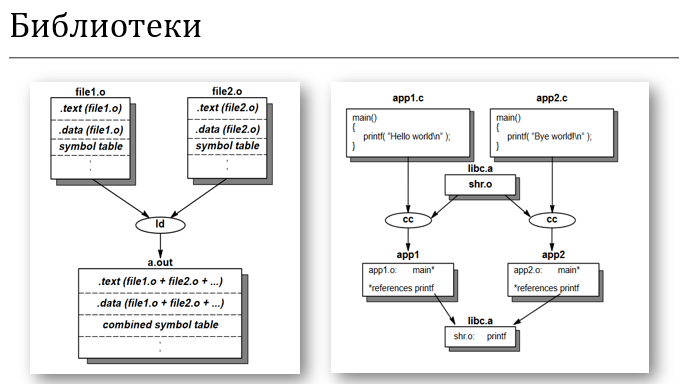 Библиотеки
file1.o
.text (file1.o)
.data (file1.o)
symbol table
:
file2.o
.text (file2.o)
.data (file2.o)
symbol table
:
ld
a.out
.text (file1.o + file2.o + ...)
.data (file1.o + file2.o + ...)
combined symbol table
:
app1.c
main()
{
printf( "Hello world\n" );
}
app2.c
main()
{
printf( "Bye world!\n" );
}
libc.a
shr.o
cc
cc
app1
app1.o: main*
*references printf
app2
app2.o: main*
*references printf
libc.a
shr.o: printf